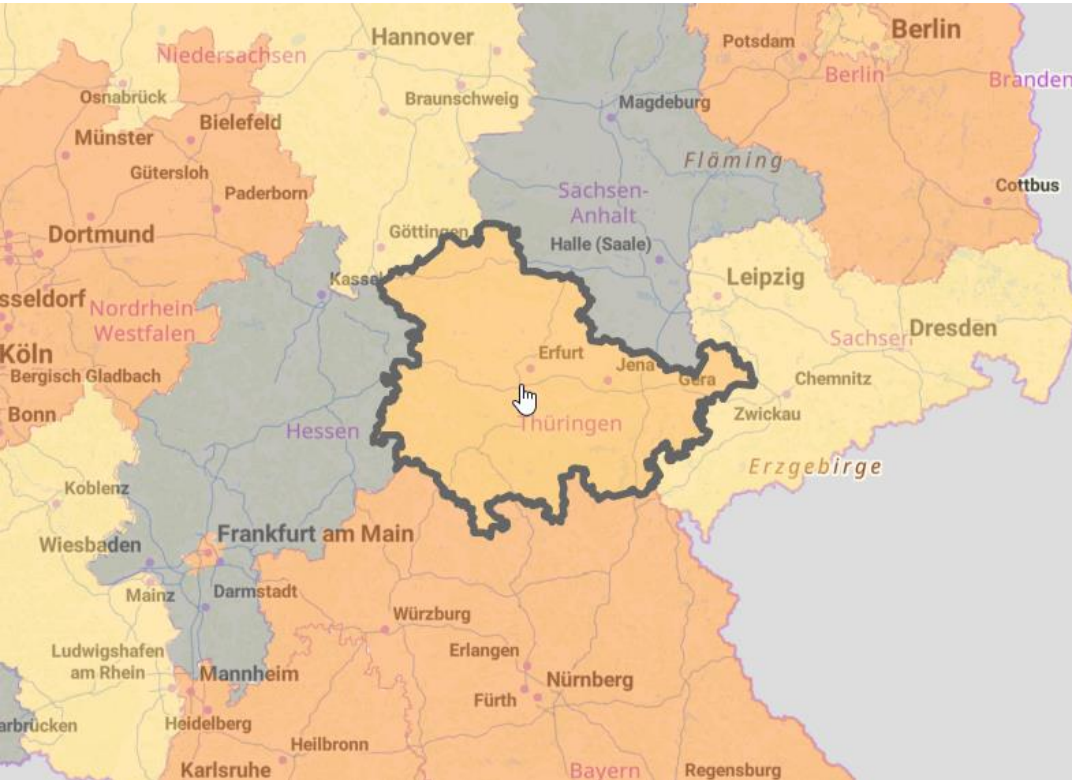 Hannover
Berlin
Potsdam
Niedersachsen
Berlin
Branden
Osnabrück
Braunschweig
Magdeburg
Bielefeld
Münster
Fläming
Gütersloh
Sachsen-
Anhalt
Cottbus
Paderborn
Dortmund
Göttingen
Halle (Saale)
Leipzig
Kassel
sseldorf
Nordrhein-
Westfalen
Dresden
Sachsen
Köln
Erfurt
Jena
Gera
Chemnitz
Bergisch Gladbach
Bonn
Zwickau
Hessen
Thüringen
Erzgebirge
Koblenz
Frankfurt am Main
Wiesbaden
Mainz
Darmstadt
Würzburg
Ludwigshafen
am Rhein
Erlangen
Mannheim
Nürnberg
Fürth
arbrücken
Heidelberg
Heilbronn
Karlsruhe
Bayern
Regensburg